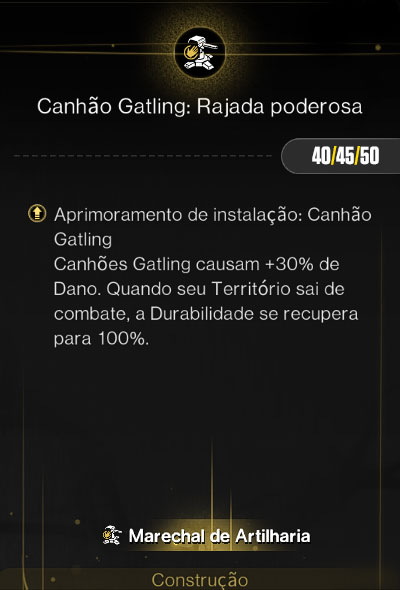 Canhão Gatling: Rajada poderosa
40/45/50
Aprimoramento de instalação: Canhão
Gatling
Canhões Gatling causam +30% de
Dano. Quando seu Território sai de
combate, a Durabilidade se recupera
para 100%.
Marechal de Artilharia
Construção